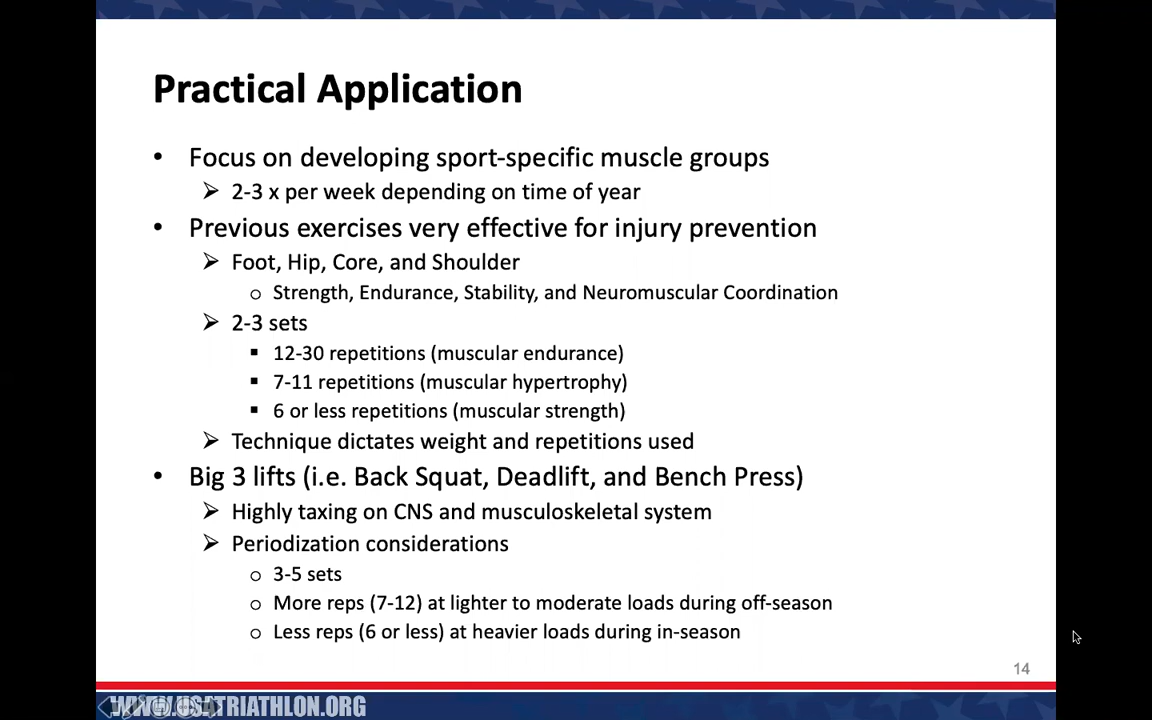 Practical Application
• Focus on developing sport-specific muscle groups
➢ 2-3 x per week depending on time of year
• Previous exercises very effective for injury prevention
➢ Foot, Hip, Core, and Shoulder
o Strength, Endurance, Stability, and Neuromuscular Coordination
➢ 2-3 sets
▪ 12-30 repetitions (muscular endurance)
▪ 7-11 repetitions (muscular hypertrophy)
▪ 6 or less repetitions (muscular strength)
➢ Technique dictates weight and repetitions used
• Big 3 lifts (i.e. Back Squat, Deadlift, and Bench Press)
➢ Highly taxing on CNS and musculoskeletal system
➢ Periodization considerations
o 3-5 sets
o More reps (7-12) at lighter to moderate loads during off-season
o Less reps (6 or less) at heavier loads during in-season
14
WWW.USATRIATHLON.ORG